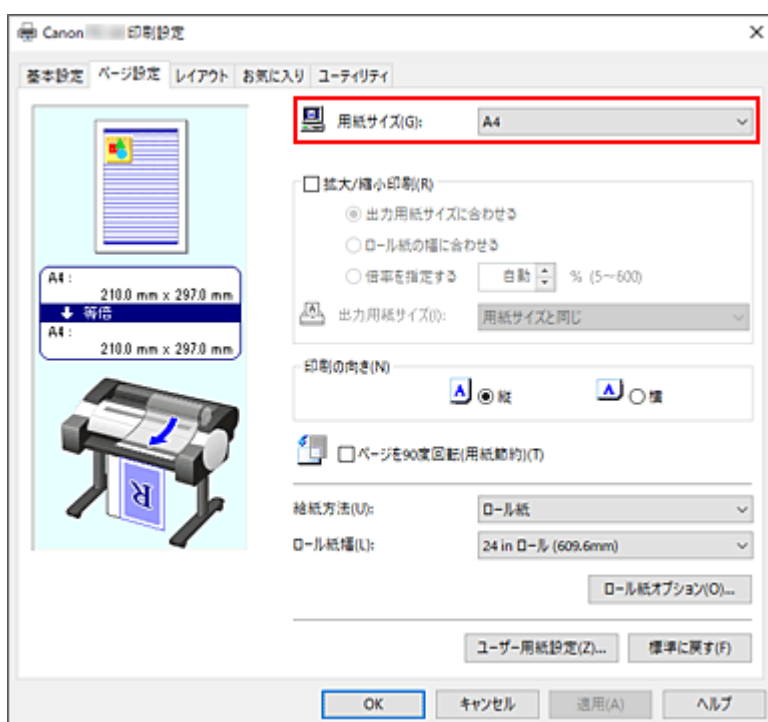 Canon 印刷設定
基本設定 ページ設定 レイアウト お気に入り ユーティリティ
用紙サイズ(G): A4
拡大/縮小印刷(R)
出力用紙サイズに合わせる
ロール紙の幅に合わせる
倍率を指定する 自動 % (5～600)
出力用紙サイズ(I): 用紙サイズと同じ
A4 :
210.0 mm x 297.0 mm
等倍
A4 :
210.0 mm x 297.0 mm
印刷の向き(N)
A 縦 A 横
ページを90度回転(用紙節約)(T)
R
給紙方法(U): ロール紙
ロール紙幅(L): 24 in ロール (609.6mm)
ロール紙オプション(O)...
ユーザー用紙設定(Z)... 標準に戻す(F)
OK キャンセル 適用(A) ヘルプ